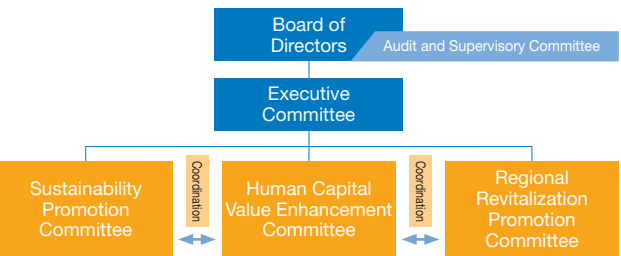 Board of
Directors
Audit and Supervisory Committee
Executive
Committee
Sustainability
Promotion
Committee
Coordination
Human Capital
Value Enhancement
Committee
Coordination
Regional
Revitalization
Promotion
Committee